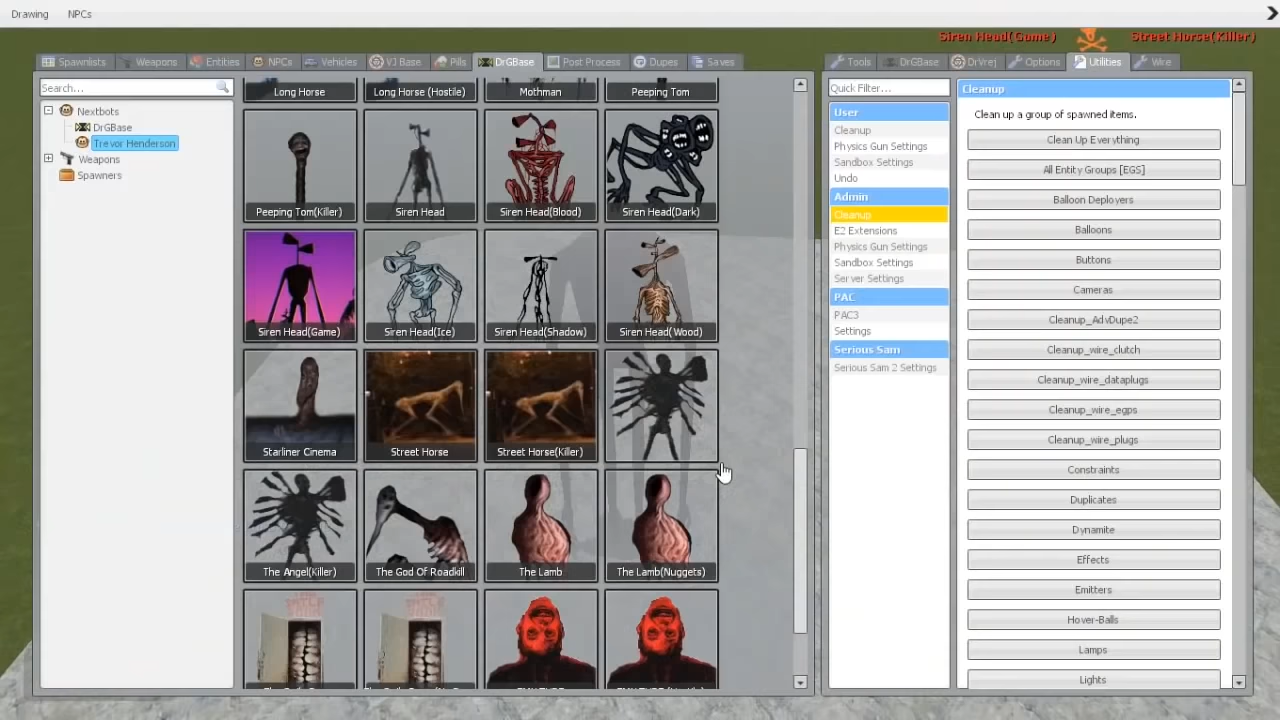 Drawing NPCs
Siren Head(Game) Street Horse(Killer)
Spawnlists Weapons Entities NPCs Vehicles VJ Base Pills DrGBase Post Process Dupes Saves
Tools DrGBase DrVrej Options Utilities Wire
Search...
Nextbots
DrGBase
Trevor Henderson
Weapons
Spawners
Long Horse Long Horse (Hostile) Mothman Peeping Tom
Peeping Tom(Killer) Siren Head Siren Head(Blood) Siren Head(Dark)
Siren Head(Game) Siren Head(Ice) Siren Head(Shadow) Siren Head(Wood)
Starliner Cinema Street Horse Street Horse(Killer)
The Angel(Killer) The God Of Roadkill The Lamb The Lamb(Nuggets)
Quick Filter...
User
Cleanup
Physics Gun Settings
Sandbox Settings
Undo
Admin
Cleanup
E2 Extensions
Physics Gun Settings
Sandbox Settings
Server Settings
PAC
PAC3
Settings
Serious Sam
Serious Sam 2 Settings
Cleanup
Clean up a group of spawned items.
Clean Up Everything
All Entity Groups [EGS]
Balloon Deployers
Balloons
Buttons
Cameras
Cleanup_AdvDupe2
Cleanup_wire_clutch
Cleanup_wire_dataplugs
Cleanup_wire_egps
Cleanup_wire_plugs
Constraints
Duplicates
Dynamite
Effects
Emitters
Hover-Balls
Lamps
Lights